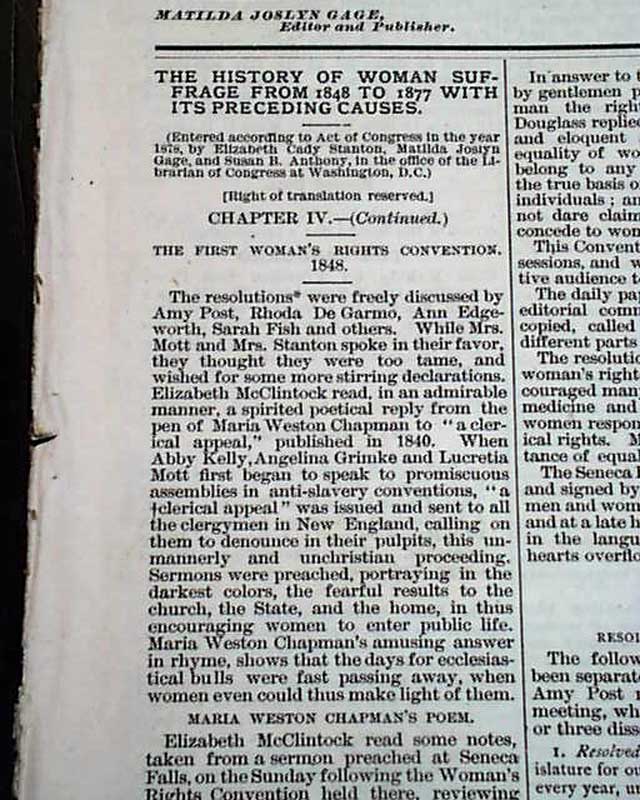 MATILDA JOSLYN GAGE,
Editor and Publisher.
THE HISTORY OF WOMAN SUF-
FRAGE FROM 1848 TO 1877 WITH
ITS PRECEDING CAUSES.
(Entered according to Act of Congress in the year
1878, by Elizabeth Cady Stanton, Matilda Joslyn
Gage, and Susan B. Anthony, in the office of the Li-
brarian of Congress at Washington, D.C.)
[Right of translation reserved.]
CHAPTER IV.—(Continued.)
THE FIRST WOMAN'S RIGHTS CONVENTION.
1848.
The resolutions* were freely discussed by
Amy Post, Rhoda De Garmo, Ann Edge-
worth, Sarah Fish and others. While Mrs.
Mott and Mrs. Stanton spoke in their favor,
they thought they were too tame, and
wished for some more stirring declarations.
Elizabeth McClintock read, in an admirable
manner, a spirited poetical reply from the
pen of Maria Weston Chapman to "a cler-
ical appeal," published in 1840. When
Abby Kelly, Angelina Grimke and Lucretia
Mott first began to speak to promiscuous
assemblies in anti-slavery conventions, "a
†clerical appeal" was issued and sent to all
the clergymen in New England, calling on
them to denounce in their pulpits, this un-
mannerly and unchristian proceeding.
Sermons were preached, portraying in the
darkest colors, the fearful results to the
church, the State, and the home, in thus
encouraging women to enter public life.
Maria Weston Chapman's amusing answer
in rhyme, shows that the days for ecclesias-
tical bulls were fast passing away, when
women even could thus make light of them.
MARIA WESTON CHAPMAN'S POEM.
Elizabeth McClintock read some notes,
taken from a sermon preached at Seneca
Falls, on the Sunday following the Woman's
Rights Convention held there, reviewing
In answer to
by gentlemen
man the righ
Douglass replie
and eloquent
equality of wo
belong to any
the true basis o
individuals; an
not dare claim
concede to wom
This Convent
sessions, and w
tive audience t
The daily pa
editorial com
copied, called
different parts
The resolutio
woman's right
couraged man
medicine and
women respon
ical rights. M
tance of equal
The Seneca
and signed by
men and wom
and at a late h
in the langu
hearts overflo
RESOL
The follow
been separate
Amy Post
meeting, wh
or three diss
1. Resolved
islature for ou
every year, u